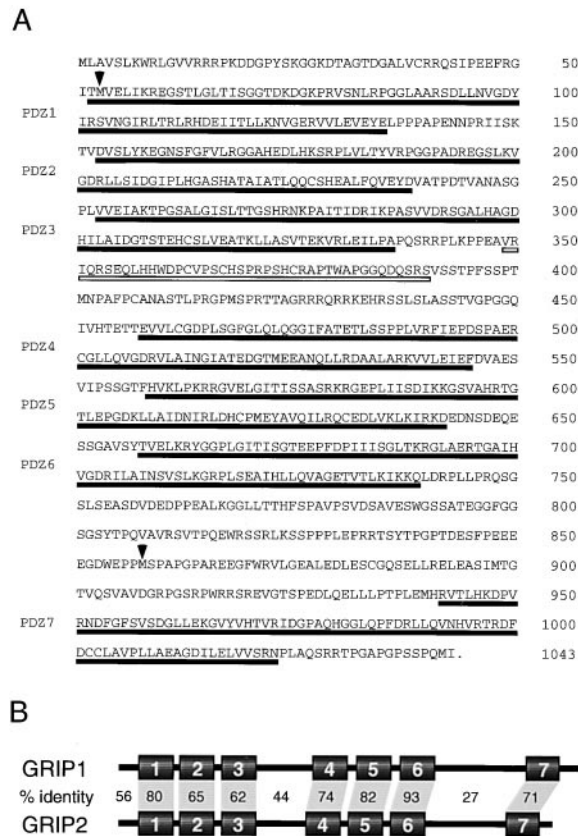 A
MLAVSLKWRLGVVRRRPKDDGPYSKGGKDTAGTDGALVCRRQSIPEEFRG 50
ITMVELIKREGSTLGLTISGGTDKDGKPRVSNLRPGGLAARSDLLNVGDY 100
PDZ1
IRSVNGIRLTRLRHDEIITLLKNVGERVVLEVEYELPPPAPENNPRIISK 150
TVDVSLYKEGNSFGFVLRGGAHEDLHKSRPLVLTYVRPGGPADREGSLKV 200
PDZ2
GDRLLSIDGIPLHGASHATAIATLQQCSHEALFQVEYDVATPDTVANASG 250
PLVVEIAKTPGSALGISLTTGSHRNKPAITIDRIKPASVVDRSGALHAGD 300
PDZ3
HILAIDGTSTEHCSLVEATKLLASVTEKVRLEILPAPQSRRPLKPPEAVR 350
IQRSEQLHHWDPCVPSCHSPRPSHCRAPTWAPGGQDQSRSVSSTPFSSPT 400
MNPAFPCANASTLPRGPMSPRTTAGRRRQRRKEHRSSLSLASSTVGPGGQ 450
IVHTETTEVVLCGDPLSGFGLQLQGGIFATETLSSPPLVRFIEPDSPAER 500
PDZ4
CGLLQVGDRVLAINGIATEDGTMEEANQLLRDAALARKVVLEIEFDVAES 550
VIPSSGTFHVKLPKRRGVELGITISSASRKRGEPLIISDIKKGSVAHRTG 600
PDZ5
TLEPGDKLLAIDNIRLDHCPMEYAVQILRQCEDLVKLKIRKDEDNSDEQE 650
SSGAVSYTVELKRYGGPLGITISGTEEPFDPIIISGLTKRGLAERTGAIH 700
PDZ6
VGDRILAINSVSLKGRPLSEAIHLLQVAGETVTLKIKKQLDRPLLPRQSG 750
SLSEASDVDEDPPEALKGGLLTTHFSPAVPSVDSAVESWGSSATEGGFGG 800
SGSYTPQVAVRSVTPQEWRSSRLKSSPPPLEPRRTSYTPGPTDESFPEEE 850
EGDWEPPMSPAPGPAREEGFWRVLGEALEDLESCGQSELLRELEASIMTG 900
TVQSVAVDGRPGSRPWRRSREVGTSPEDLQELLLPTPLEMHRVTLHKDPV 950
PDZ7
RNDFGFSVSDGLLEKGVYVHTVRIDGPAQHGGLQPFDRLLQVNHVRTRDF 1000
DCCLAVPLLAEAGDILELVVSRNPLAQSRRTPGAPGPSSPQMI. 1043
B
GRIP1 1 2 3 4 5 6 7
% identity 56 80 65 62 44 74 82 93 27 71
GRIP2 1 2 3 4 5 6 7